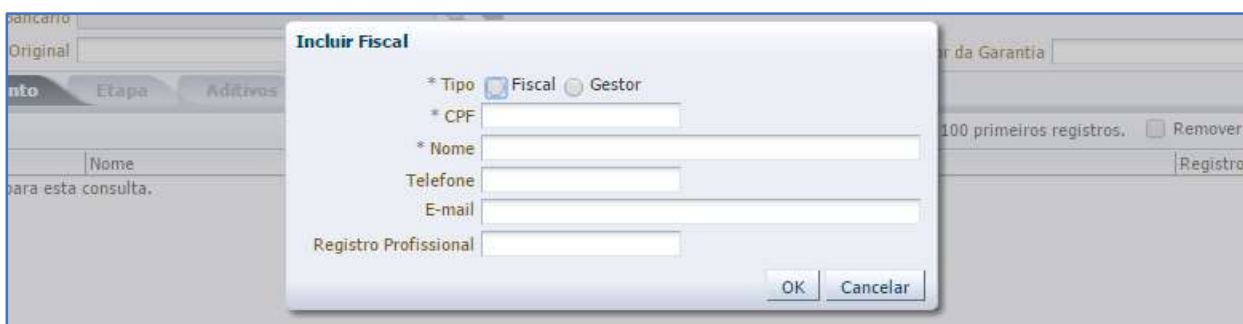 Bancário
Original
Incluir Fiscal
da Garantia
* Tipo Fiscal Gestor
nto Etapa Aditivos
* CPF
100 primeiros registros. Remover
* Nome
Nome
Registro
para esta consulta.
Telefone
E-mail
Registro Profissional
OK Cancelar